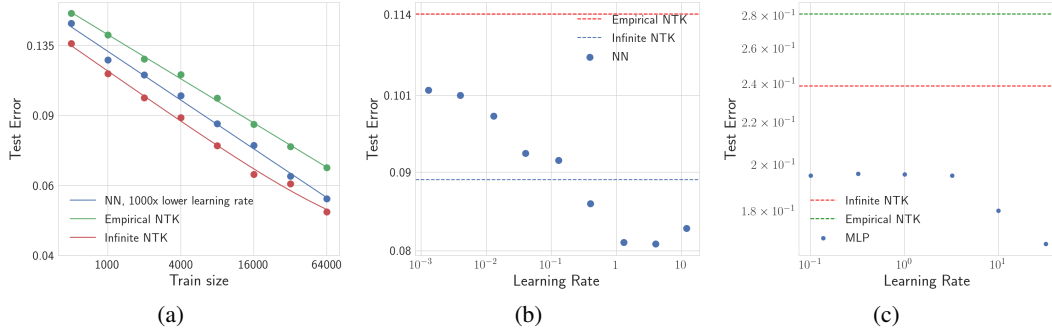 0.135
0.09
0.06
0.04
Test Error
1000
4000
16000
64000
Train size
NN, 1000x lower learning rate
Empirical NTK
Infinite NTK
(a)
0.114
0.101
0.09
0.08
Test Error
10⁻³
10⁻²
10⁻¹
1
10
Learning Rate
Empirical NTK
Infinite NTK
NN
(b)
2.8 × 10⁻¹
2.6 × 10⁻¹
2.4 × 10⁻¹
2.2 × 10⁻¹
2 × 10⁻¹
1.8 × 10⁻¹
Test Error
10⁻¹
10⁰
10¹
Learning Rate
Infinite NTK
Empirical NTK
MLP
(c)